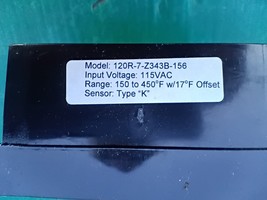 Model: 120R-7-Z343B-156
Input Voltage: 115VAC
Range: 150 to 450°F w/17°F Offset
Sensor: Type "K"